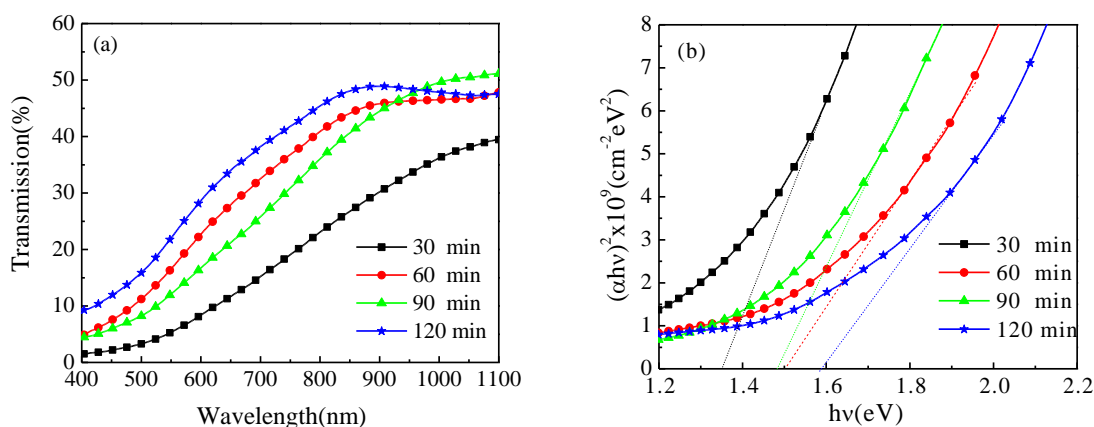 (a)
Transmission(%)
60
50
40
30
20
10
0
30 min
60 min
90 min
120 min
400 500 600 700 800 900 1000 1100
Wavelength(nm)
(b)
(αhν)²x10⁹(cm⁻²eV²)
8
7
6
5
4
3
2
1
0
30 min
60 min
90 min
120 min
1.2 1.4 1.6 1.8 2.0 2.2
hν(eV)